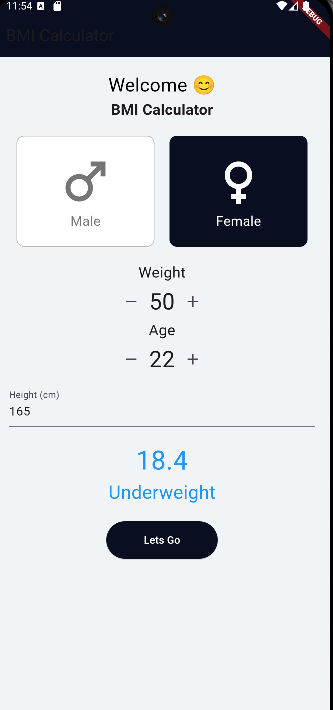 11:54
DEBUG
BMI Calculator
Welcome 😊
BMI Calculator
Male
Female
Weight
− 50 +
Age
− 22 +
Height (cm)
165
18.4
Underweight
Lets Go